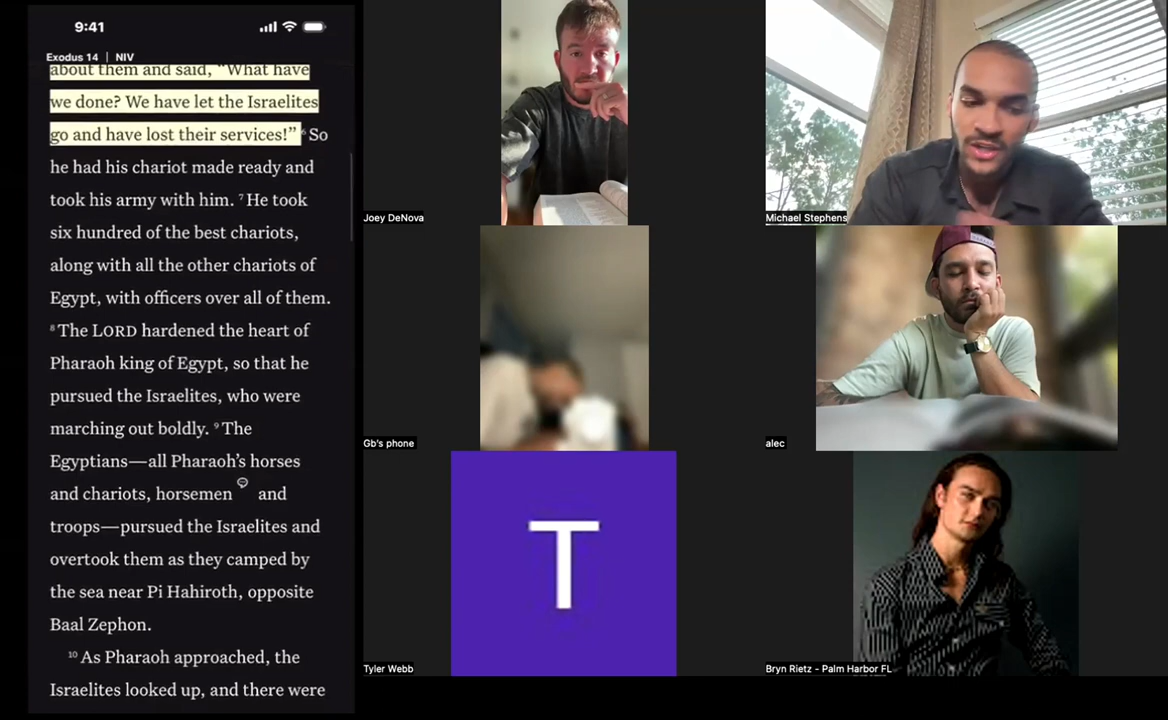 9:41
Exodus 14 | NIV
about them and said, “What have
we done? We have let the Israelites
go and have lost their services!” ⁶ So
he had his chariot made ready and
took his army with him. ⁷ He took
six hundred of the best chariots,
along with all the other chariots of
Egypt, with officers over all of them.
⁸ The LORD hardened the heart of
Pharaoh king of Egypt, so that he
pursued the Israelites, who were
marching out boldly. ⁹ The
Egyptians—all Pharaoh’s horses
and chariots, horsemen and
troops—pursued the Israelites and
overtook them as they camped by
the sea near Pi Hahiroth, opposite
Baal Zephon.
¹⁰ As Pharaoh approached, the
Israelites looked up, and there were
Joey DeNova
Michael Stephens
Gb's phone
alec
T
Tyler Webb
Bryn Rietz - Palm Harbor FL